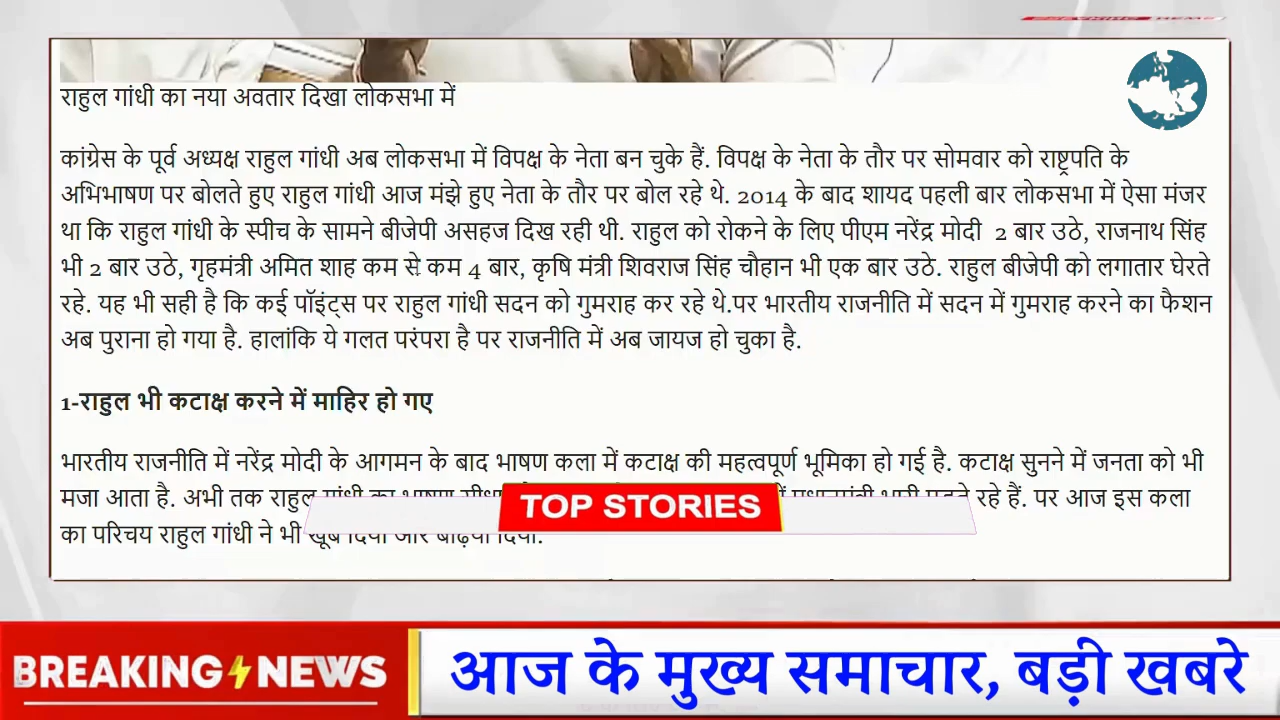 राहुल गांधी का नया अवतार दिखा लोकसभा में
कांग्रेस के पूर्व अध्यक्ष राहुल गांधी अब लोकसभा में विपक्ष के नेता बन चुके हैं. विपक्ष के नेता के तौर पर सोमवार को राष्ट्रपति के
अभिभाषण पर बोलते हुए राहुल गांधी आज मंझे हुए नेता के तौर पर बोल रहे थे. 2014 के बाद शायद पहली बार लोकसभा में ऐसा मंजर
था कि राहुल गांधी के स्पीच के सामने बीजेपी असहज दिख रही थी. राहुल को रोकने के लिए पीएम नरेंद्र मोदी 2 बार उठे, राजनाथ सिंह
भी 2 बार उठे, गृहमंत्री अमित शाह कम से कम 4 बार, कृषि मंत्री शिवराज सिंह चौहान भी एक बार उठे. राहुल बीजेपी को लगातार घेरते
रहे. यह भी सही है कि कई पॉइंट्स पर राहुल गांधी सदन को गुमराह कर रहे थे.पर भारतीय राजनीति में सदन में गुमराह करने का फैशन
अब पुराना हो गया है. हालांकि ये गलत परंपरा है पर राजनीति में अब जायज हो चुका है.
1-राहुल भी कटाक्ष करने में माहिर हो गए
भारतीय राजनीति में नरेंद्र मोदी के आगमन के बाद भाषण कला में कटाक्ष की महत्वपूर्ण भूमिका हो गई है. कटाक्ष सुनने में जनता को भी
मजा आता है. अभी तक राहुल गांधी का भाषण रहे हैं. पर आज इस कला
TOP STORIES
का परिचय राहुल गांधी ने भी खूब दिया और बढ़िया दिया.
BREAKING NEWS
आज के मुख्य समाचार, बड़ी खबरे